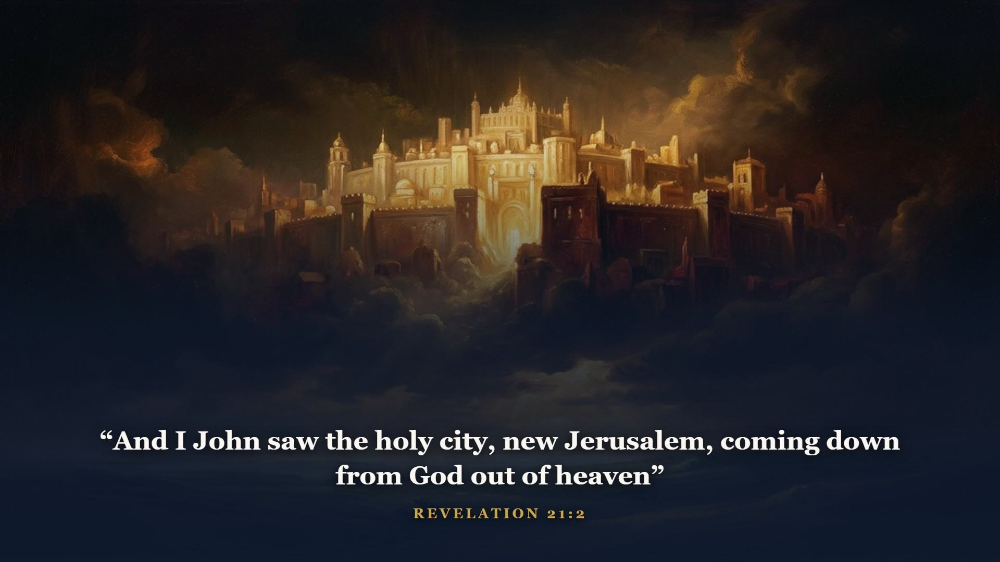 “And I John saw the holy city, new Jerusalem, coming down
from God out of heaven”
REVELATION 21:2